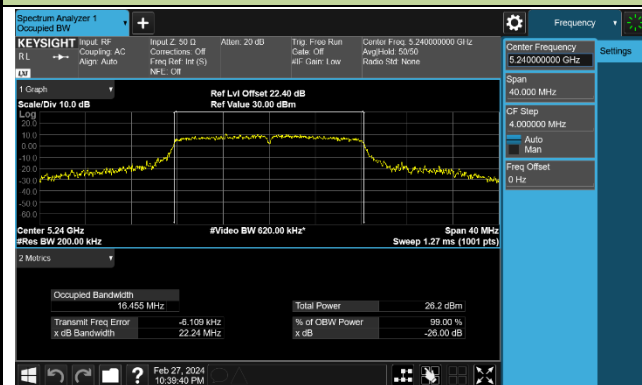 Spectrum Analyzer 1
Occupied BW
+
Frequency
KEYSIGHT
Input: RF
Input Z: 50 Ω
Atten: 20 dB
Trig: Free Run
Center Freq: 5.240000000 GHz
RL
Coupling: AC
Corrections: Off
Gate: Off
Avg|Hold: 50/50
Align: Auto
Freq Ref: Int (S)
#IF Gain: Low
Radio Std: None
NFE: Off
LXI
Center Frequency
5.240000000 GHz
Settings
Span
40.000 MHz
CF Step
4.000000 MHz
Auto
Man
Freq Offset
0 Hz
1 Graph
Ref Lvl Offset 22.40 dB
Scale/Div 10.0 dB
Ref Value 30.00 dBm
Log
20.0
10.0
0.00
-10.0
-20.0
-30.0
-40.0
-50.0
-60.0
Center 5.24 GHz
#Video BW 620.00 kHz*
Span 40 MHz
#Res BW 200.00 kHz
Sweep 1.27 ms (1001 pts)
2 Metrics
Occupied Bandwidth
16.455 MHz
Total Power
26.2 dBm
Transmit Freq Error
-6.109 kHz
% of OBW Power
99.00 %
x dB Bandwidth
22.24 MHz
x dB
-26.00 dB
?
Feb 27, 2024
10:39:40 PM